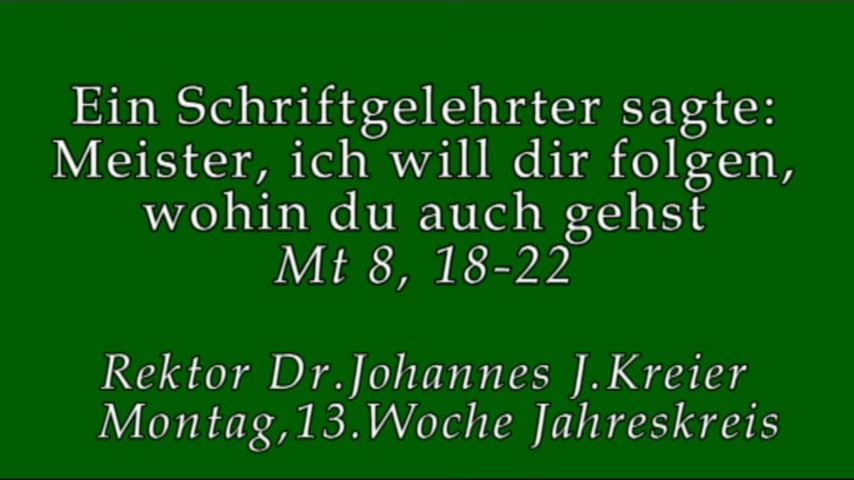 Ein Schriftgelehrter sagte:
Meister, ich will dir folgen,
wohin du auch gehst
Mt 8, 18-22
Rektor Dr.Johannes J.Kreier
Montag,13.Woche Jahreskreis